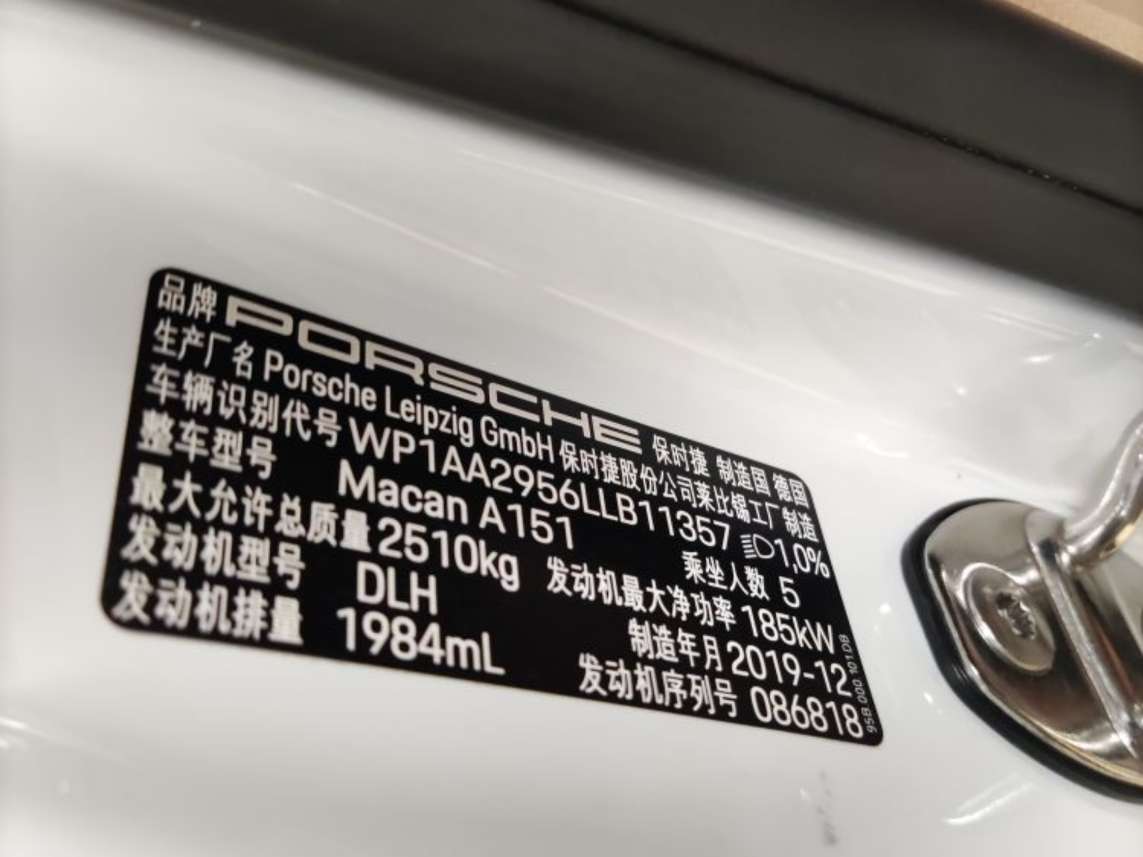 品牌 PORSCHE 保时捷 制造国 德国
生产厂名 Porsche Leipzig GmbH 保时捷股份公司莱比锡工厂制造
车辆识别代号 WP1AA2956LLB11357 1,0%
整车型号 Macan A151 乘坐人数 5
最大允许总质量 2510kg 发动机最大净功率 185kW
发动机型号 DLH 制造年月 2019-12
发动机排量 1984mL 发动机序列号 086818
95B 000 101 DB